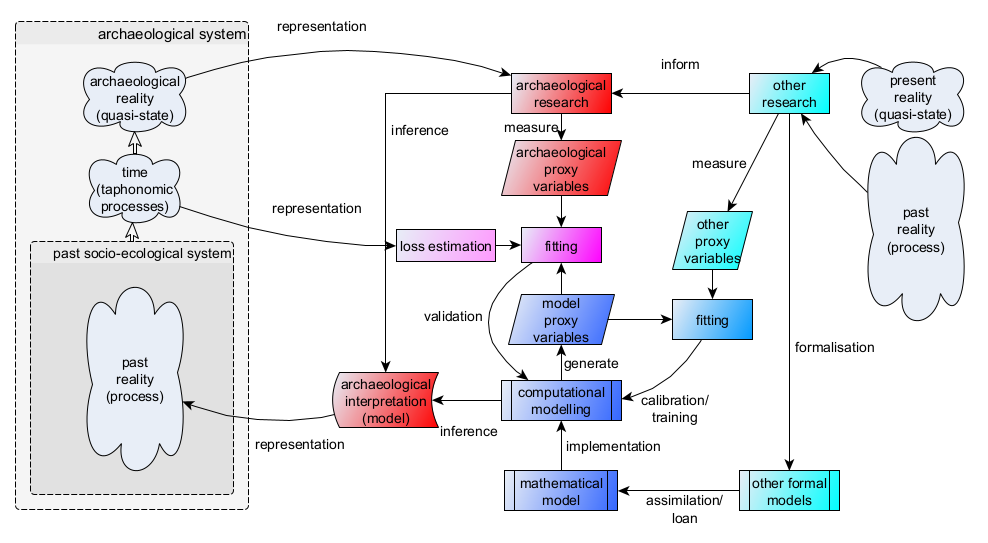 representation
archaeological system
archaeological
reality
(quasi-state)
time
(taphonomic
processes)
past socio-ecological system
past
reality
(process)
inform
archaeological
research
other
research
present
reality
(quasi-state)
inference
measure
archaeological
proxy
variables
measure
representation
loss estimation
fitting
other
proxy
variables
past
reality
(process)
validation
model
proxy
variables
fitting
formalisation
generate
archaeological
interpretation
(model)
computational
modelling
calibration/
training
inference
representation
implementation
mathematical
model
assimilation/
loan
other formal
models